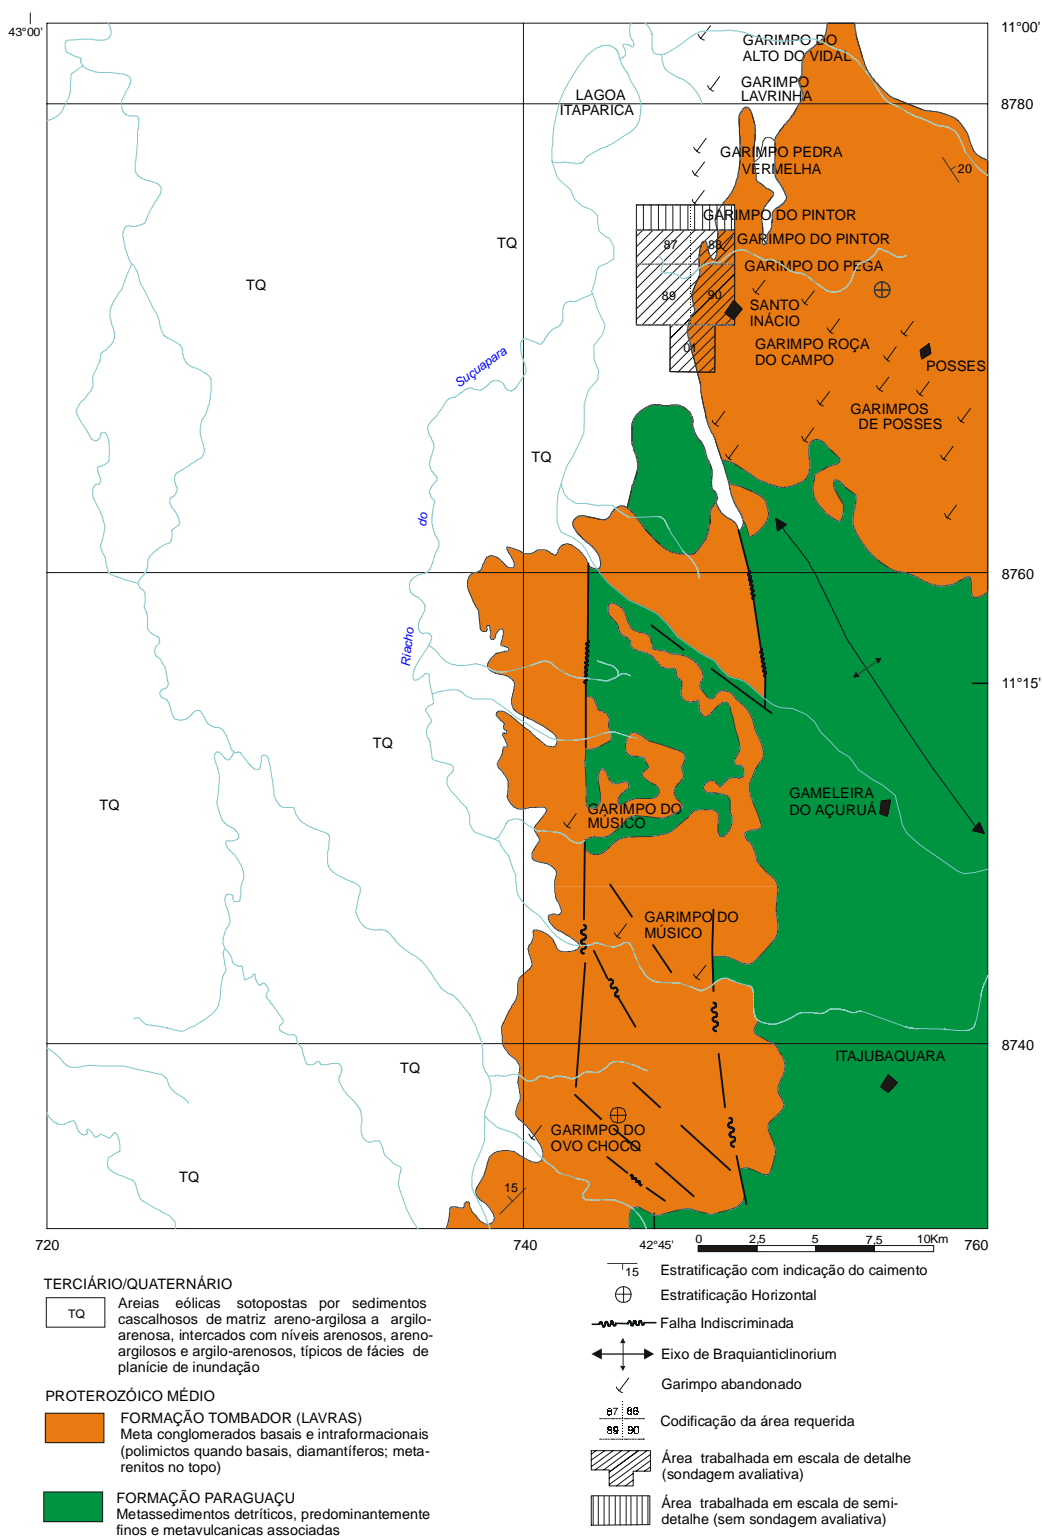 43°00'
11°00'
GARIMPO DO
ALTO DO VIDAL
GARIMPO
LAVRINHA
LAGOA
ITAPARICA
8780
GARIMPO PEDRA
VERMELHA
20
GARIMPO DO PINTOR
TQ
87
88
GARIMPO DO PINTOR
GARIMPO DO PEGA
TQ
89
90
SANTO
INÁCIO
01
GARIMPO ROÇA
DO CAMPO
POSSES
Suçuapara
GARIMPOS
DE POSSES
TQ
do
8760
Riacho
11°15'
TQ
TQ
GAMELEIRA
DO AÇURUÁ
GARIMPO DO
MÚSICO
GARIMPO DO
MÚSICO
8740
TQ
ITAJUBAQUARA
GARIMPO DO
OVO CHOCO
TQ
15
720
740
42°45'
0
2,5
5
7,5
10Km
760
TERCIÁRIO/QUATERNÁRIO
TQ
Areias eólicas sotopostas por sedimentos
cascalhosos de matriz areno-argilosa a argilo-
arenosa, intercados com níveis arenosos, areno-
argilosos e argilo-arenosos, típicos de fácies de
planície de inundação
PROTEROZÓICO MÉDIO
FORMAÇÃO TOMBADOR (LAVRAS)
Meta conglomerados basais e intraformacionais
(polimictos quando basais, diamantíferos; meta-
renitos no topo)
FORMAÇÃO PARAGUAÇU
Metassedimentos detríticos, predominantemente
finos e metavulcanicas associadas
15
Estratificação com indicação do caimento
Estratificação Horizontal
Falha Indiscriminada
Eixo de Braquianticlinorium
Garimpo abandonado
87 88
89 90
Codificação da área requerida
Área trabalhada em escala de detalhe
(sondagem avaliativa)
Área trabalhada em escala de semi-
detalhe (sem sondagem avaliativa)